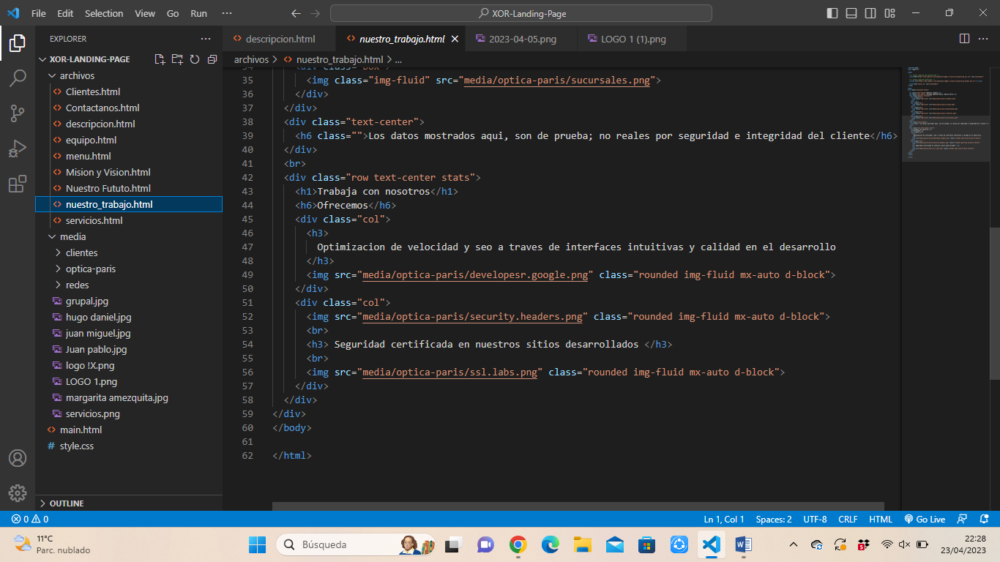 File Edit Selection View Go Run ···
XOR-Landing-Page
EXPLORER
descripcion.html
nuestro_trabajo.html
2023-04-05.png
LOGO 1 (1).png
archivos > nuestro_trabajo.html > ...
XOR-LANDING-PAGE
archivos
Clientes.html
Contactanos.html
descripcion.html
equipo.html
menu.html
Mision y Vision.html
Nuestro Fututo.html
nuestro_trabajo.html
servicios.html
media
clientes
optica-paris
redes
grupal.jpg
hugo daniel.jpg
juan miguel.jpg
Juan pablo.jpg
logo !X.png
LOGO 1.png
margarita amezquita.jpg
servicios.png
main.html
style.css
OUTLINE
34 <div class="box">
35 <img class="img-fluid" src="media/optica-paris/sucursales.png">
36 </div>
37 </div>
38 <div class="text-center">
39 <h6 class="">Los datos mostrados aqui, son de prueba; no reales por seguridad e integridad del cliente</h6>
40 </div>
41 <br>
42 <div class="row text-center stats">
43 <h1>Trabaja con nosotros</h1>
44 <h6>Ofrecemos</h6>
45 <div class="col">
46 <h3>
47 Optimizacion de velocidad y seo a traves de interfaces intuitivas y calidad en el desarrollo
48 </h3>
49 <img src="media/optica-paris/developesr.google.png" class="rounded img-fluid mx-auto d-block">
50 </div>
51 <div class="col">
52 <img src="media/optica-paris/security.headers.png" class="rounded img-fluid mx-auto d-block">
53 <br>
54 <h3> Seguridad certificada en nuestros sitios desarrollados </h3>
55 <br>
56 <img src="media/optica-paris/ssl.labs.png" class="rounded img-fluid mx-auto d-block">
57 </div>
58 </div>
59 </div>
60 </body>
61
62 </html>
0 0
Ln 1, Col 1 Spaces: 2 UTF-8 CRLF HTML Go Live
11°C
Parc. nublado
Búsqueda
22:28
23/04/2023